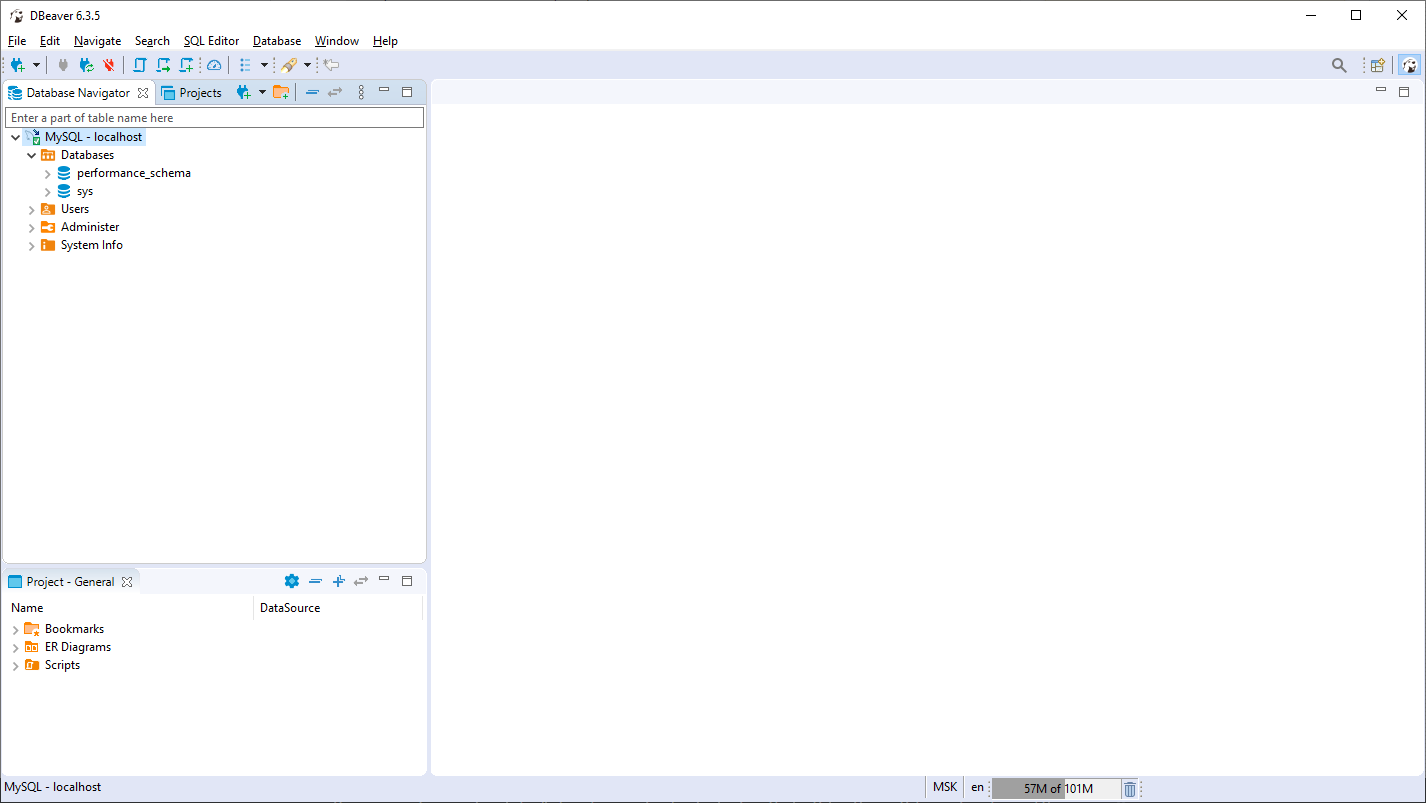 DBeaver 6.3.5
File Edit Navigate Search SQL Editor Database Window Help
Database Navigator Projects
Enter a part of table name here
MySQL - localhost
Databases
performance_schema
sys
Users
Administer
System Info
Project - General
Name DataSource
Bookmarks
ER Diagrams
Scripts
MySQL - localhost MSK en 57M of 101M